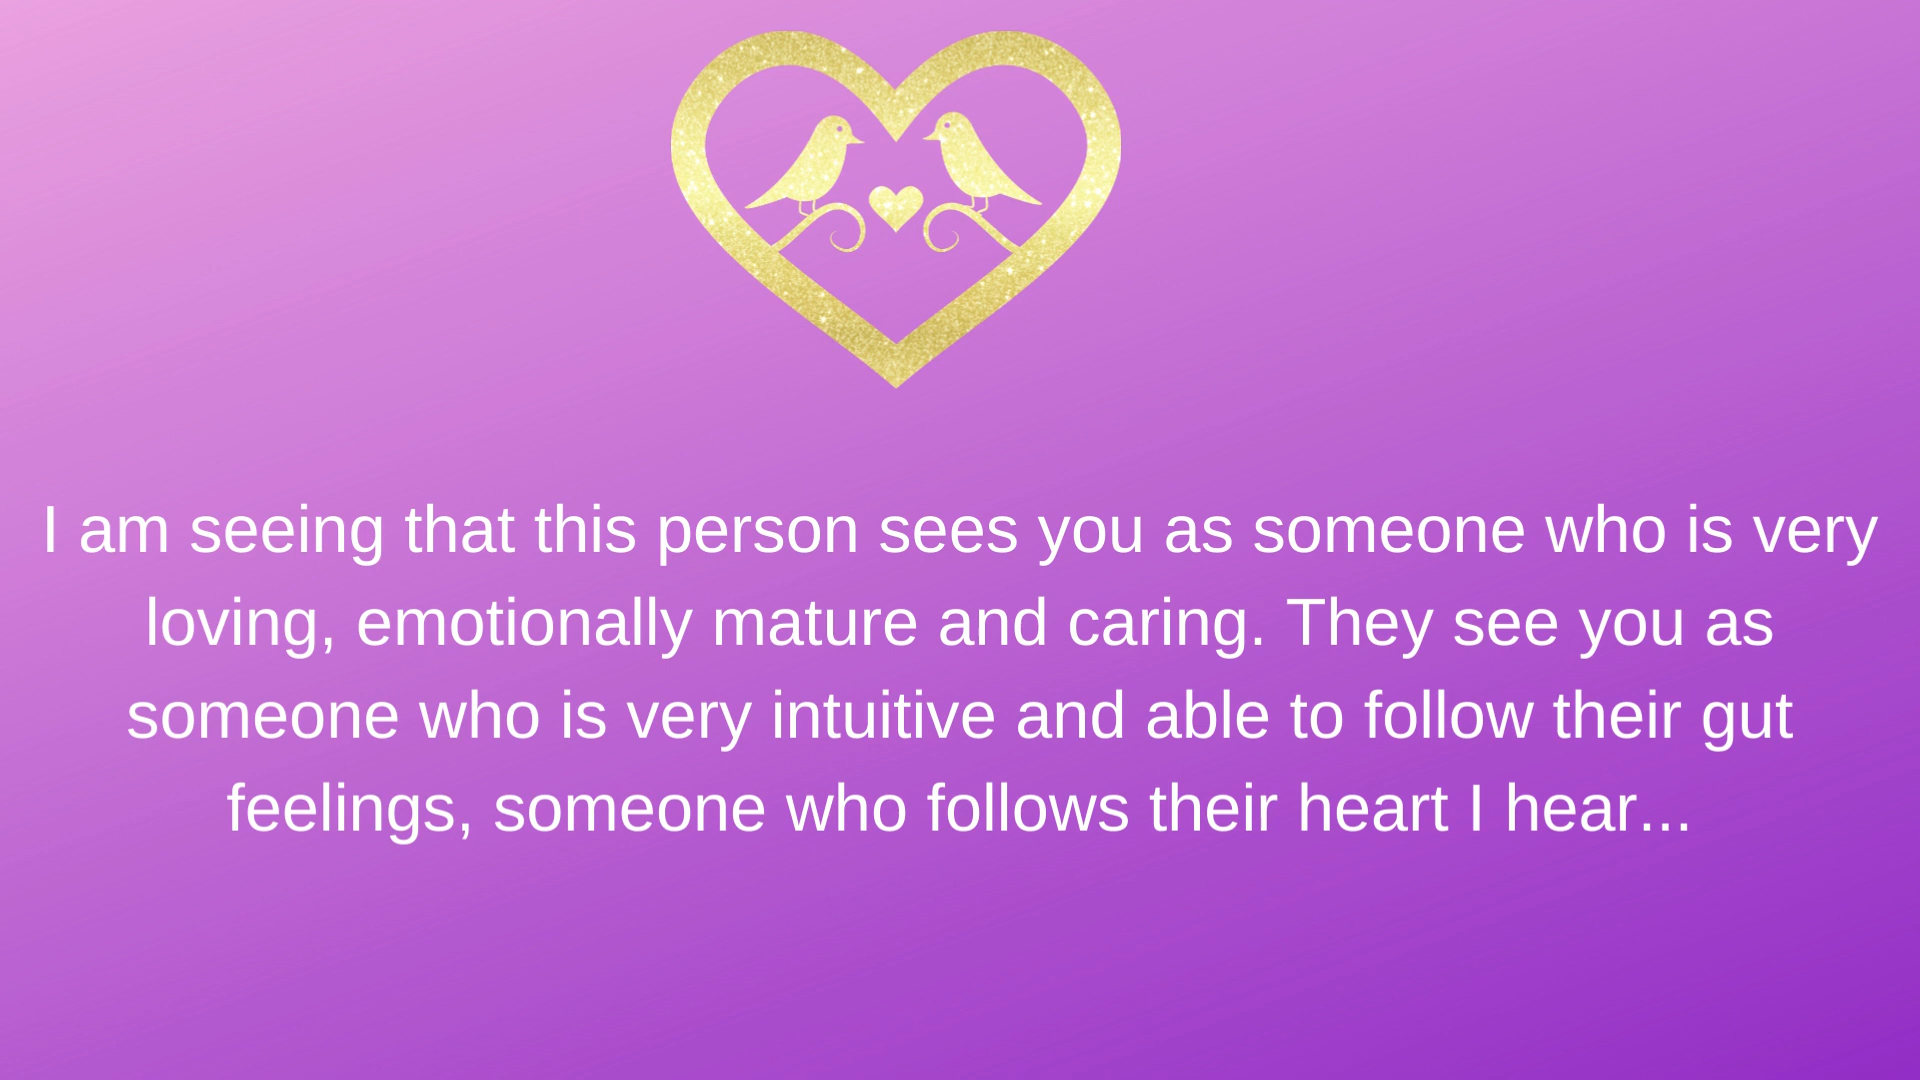 I am seeing that this person sees you as someone who is very
loving, emotionally mature and caring. They see you as
someone who is very intuitive and able to follow their gut
feelings, someone who follows their heart I hear...